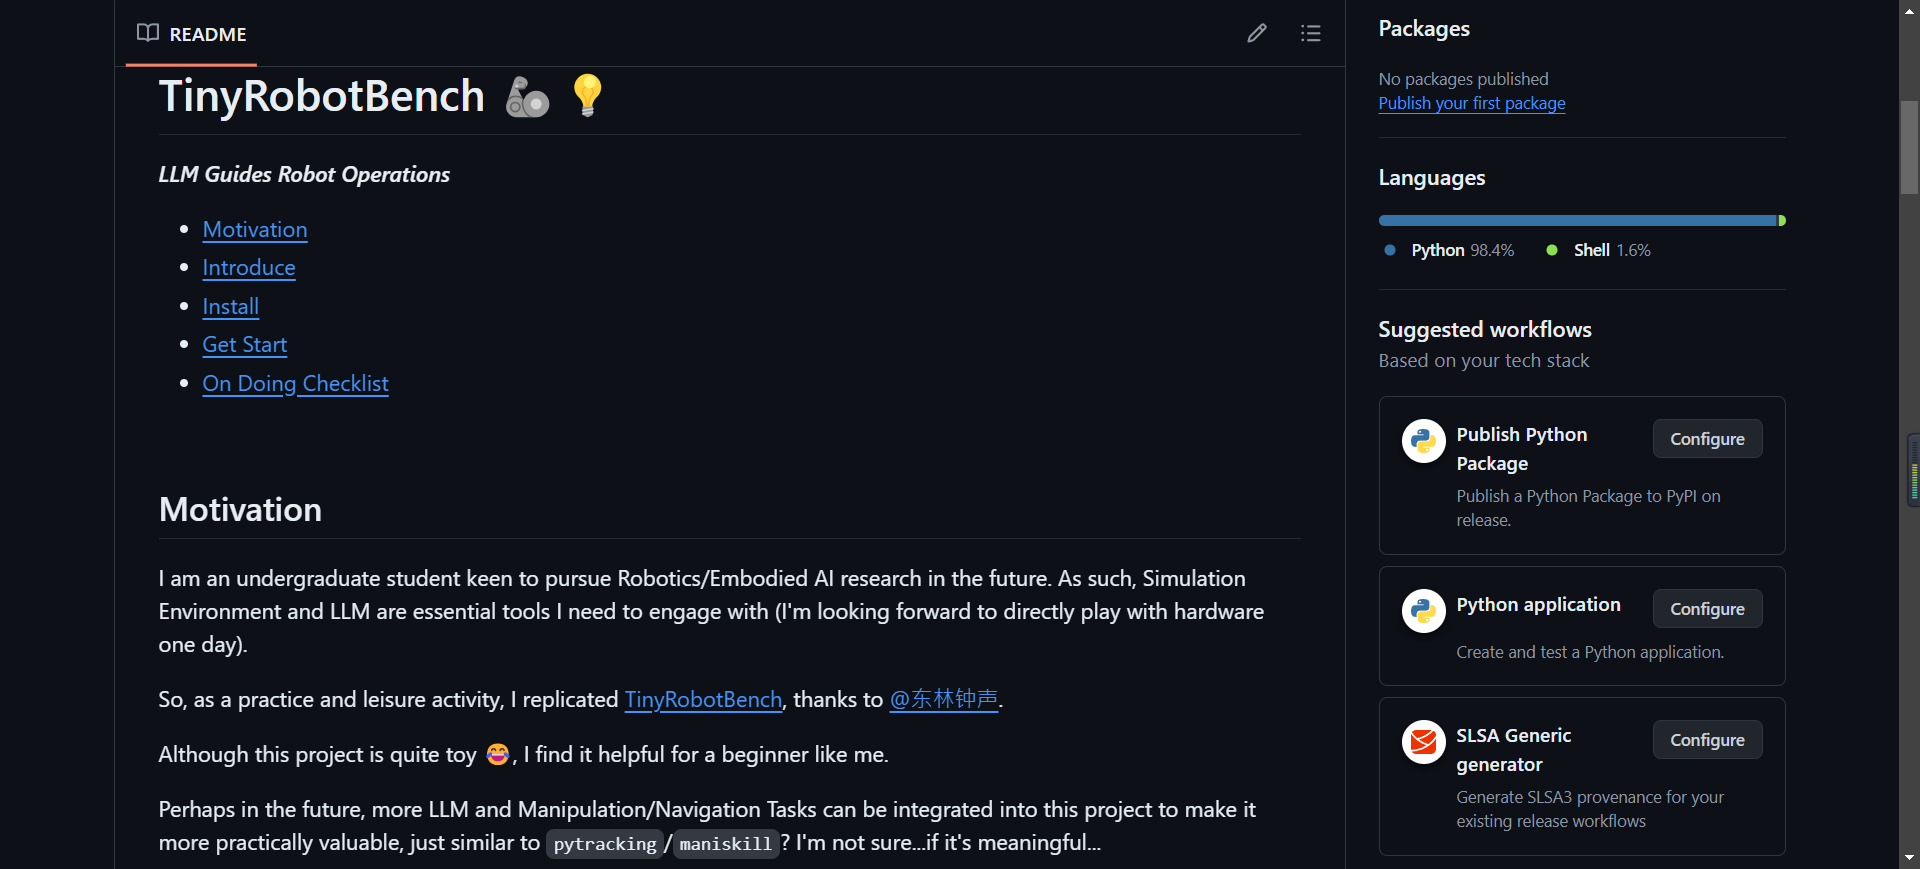 README
TinyRobotBench 🦾 💡
LLM Guides Robot Operations
Motivation
Introduce
Install
Get Start
On Doing Checklist
Motivation
I am an undergraduate student keen to pursue Robotics/Embodied AI research in the future. As such, Simulation
Environment and LLM are essential tools I need to engage with (I'm looking forward to directly play with hardware
one day).
So, as a practice and leisure activity, I replicated TinyRobotBench, thanks to @东林钟声.
Although this project is quite toy 😂, I find it helpful for a beginner like me.
Perhaps in the future, more LLM and Manipulation/Navigation Tasks can be integrated into this project to make it
more practically valuable, just similar to pytracking/maniskill? I'm not sure...if it's meaningful...
Packages
No packages published
Publish your first package
Languages
Python 98.4% Shell 1.6%
Suggested workflows
Based on your tech stack
Publish Python
Package
Configure
Publish a Python Package to PyPI on
release.
Python application
Configure
Create and test a Python application.
SLSA Generic
generator
Configure
Generate SLSA3 provenance for your
existing release workflows